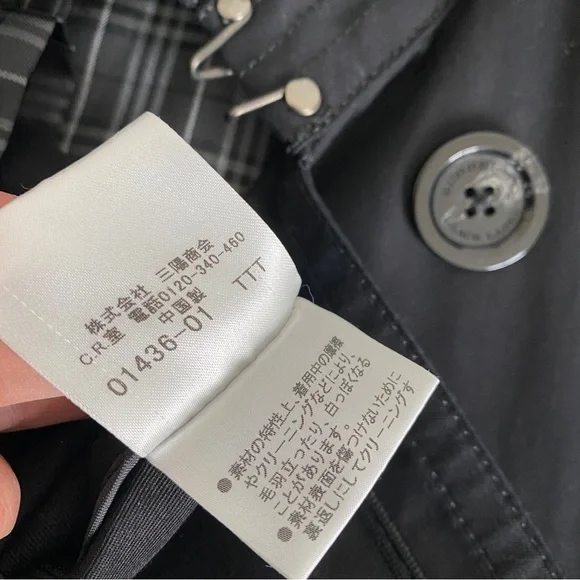 株式会社 三陽商会
C.R.室 電話0120-340-460
中国製
01436-01
TTT
●素材の特性上、着用中の摩擦
やクリーニングなどにより、
毛羽立ったり、白っぽくなる
ことがあります。
●素材表面を傷つけないために
裏返しにしてクリーニングす